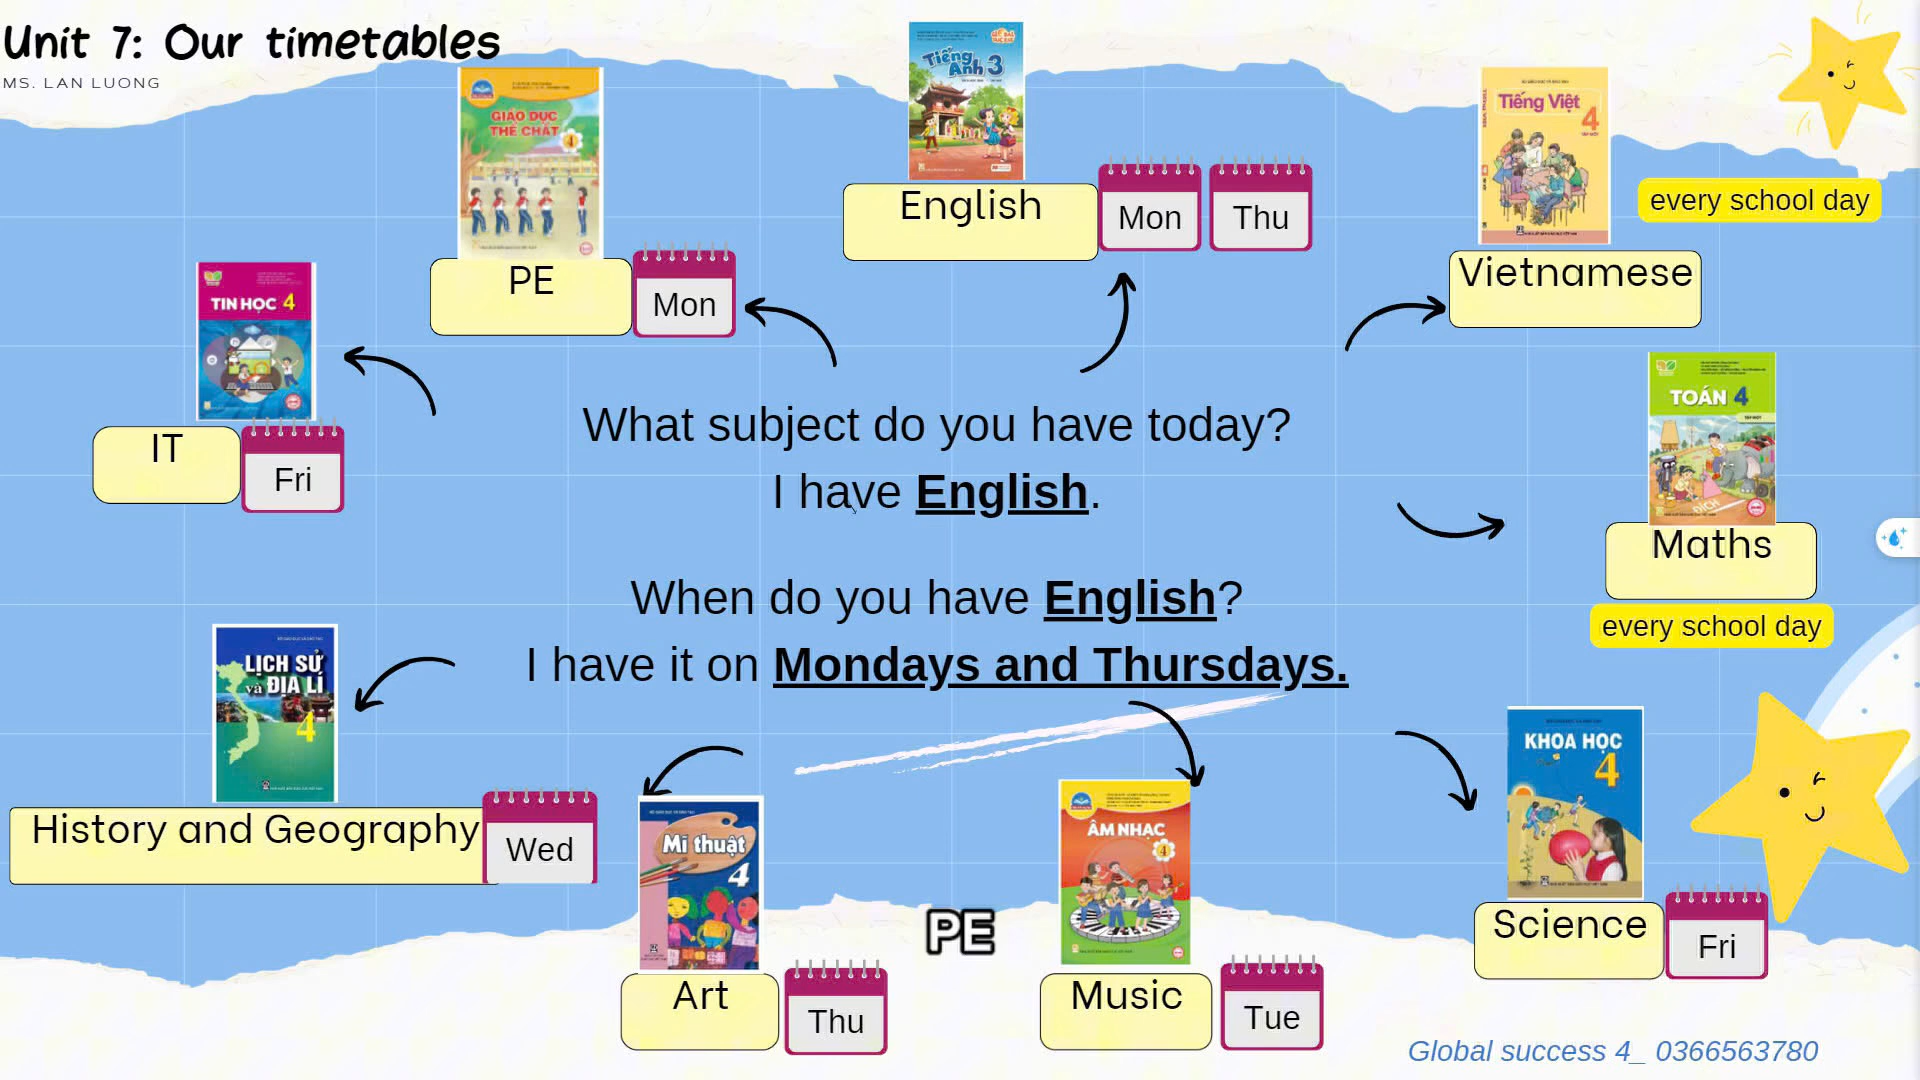 Unit 7: Our timetables
MS. LAN LUONG
GIÁO DỤC
THỂ CHẤT
4
PE
Mon
Tiếng
Anh 3
English
Mon
Thu
Tiếng Việt
4
every school day
Vietnamese
TIN HỌC 4
IT
Fri
TOÁN 4
ĐÍCH
Maths
every school day
What subject do you have today?
I have English.
When do you have English?
I have it on Mondays and Thursdays.
LỊCH SỬ
và ĐỊA LÍ
4
History and Geography
Wed
Mĩ thuật
4
Art
Thu
PE
ÂM NHẠC
4
Music
Tue
KHOA HỌC
4
Science
Fri
Global success 4_ 0366563780